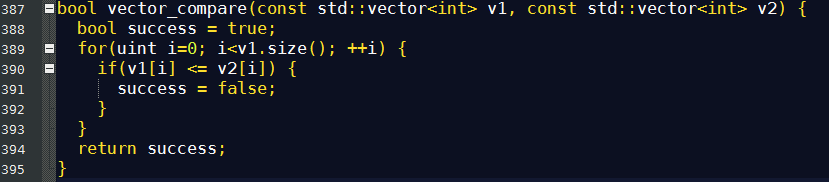 387 bool vector_compare(const std::vector<int> v1, const std::vector<int> v2) {
388   bool success = true;
389   for(uint i=0; i<v1.size(); ++i) {
390     if(v1[i] <= v2[i]) {
391       success = false;
392     }
393   }
394   return success;
395 }